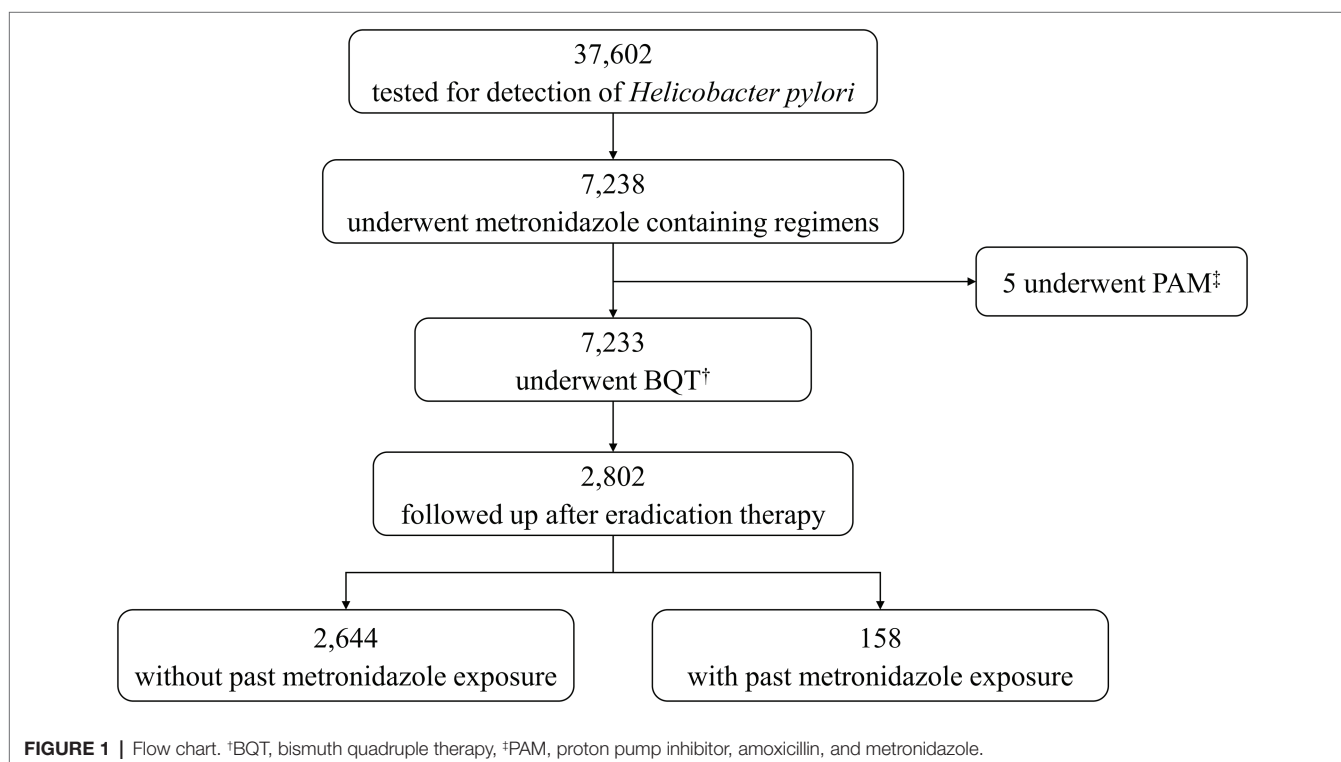 37,602
tested for detection of Helicobacter pylori
7,238
underwent metronidazole containing regimens
5 underwent PAM‡
7,233
underwent BQT†
2,802
followed up after eradication therapy
2,644
without past metronidazole exposure
158
with past metronidazole exposure
FIGURE 1 | Flow chart. †BQT, bismuth quadruple therapy, ‡PAM, proton pump inhibitor, amoxicillin, and metronidazole.